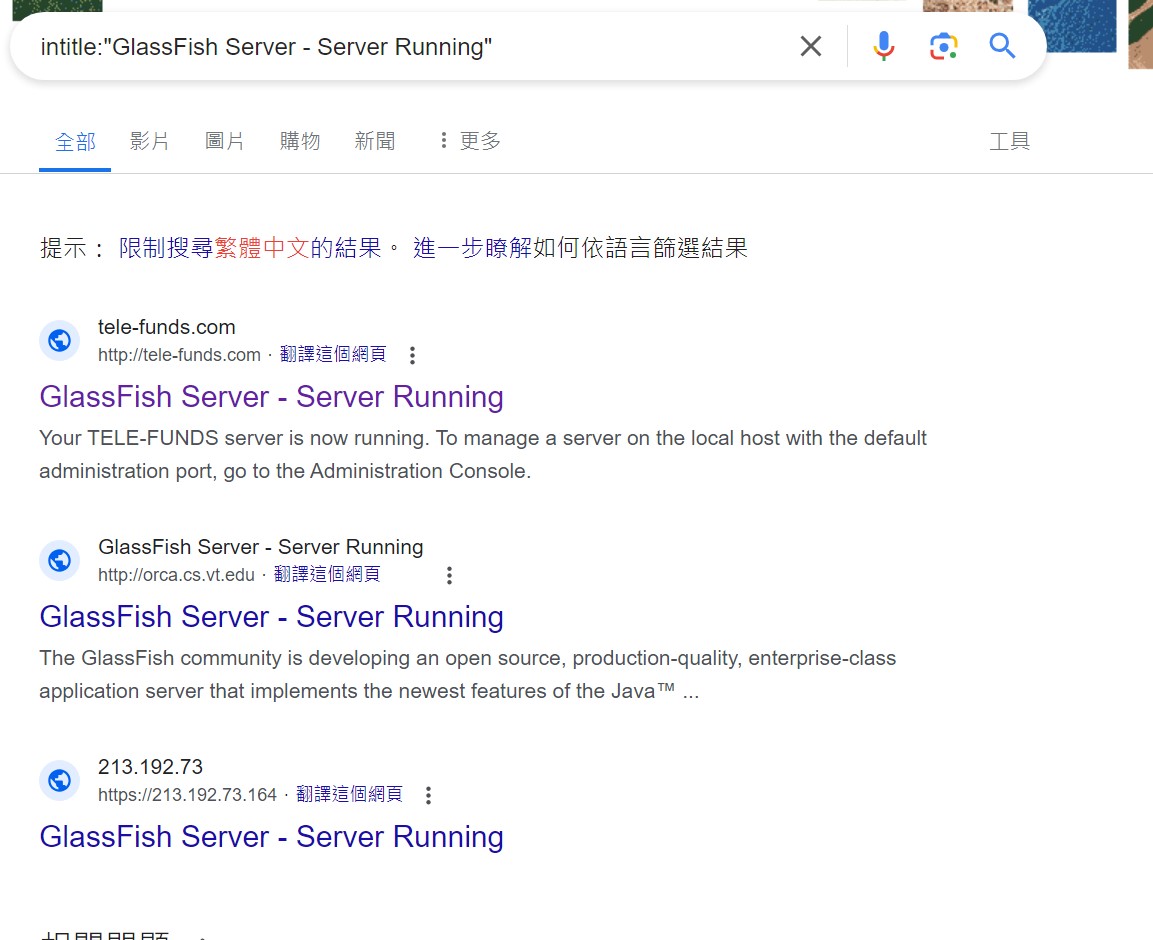 intitle:"GlassFish Server - Server Running"
全部 影片 圖片 購物 新聞 更多 工具
提示： 限制搜尋繁體中文的結果。 進一步瞭解如何依語言篩選結果
tele-funds.com
http://tele-funds.com · 翻譯這個網頁
GlassFish Server - Server Running
Your TELE-FUNDS server is now running. To manage a server on the local host with the default
administration port, go to the Administration Console.
GlassFish Server - Server Running
http://orca.cs.vt.edu · 翻譯這個網頁
GlassFish Server - Server Running
The GlassFish community is developing an open source, production-quality, enterprise-class
application server that implements the newest features of the Java™ ...
213.192.73
https://213.192.73.164 · 翻譯這個網頁
GlassFish Server - Server Running